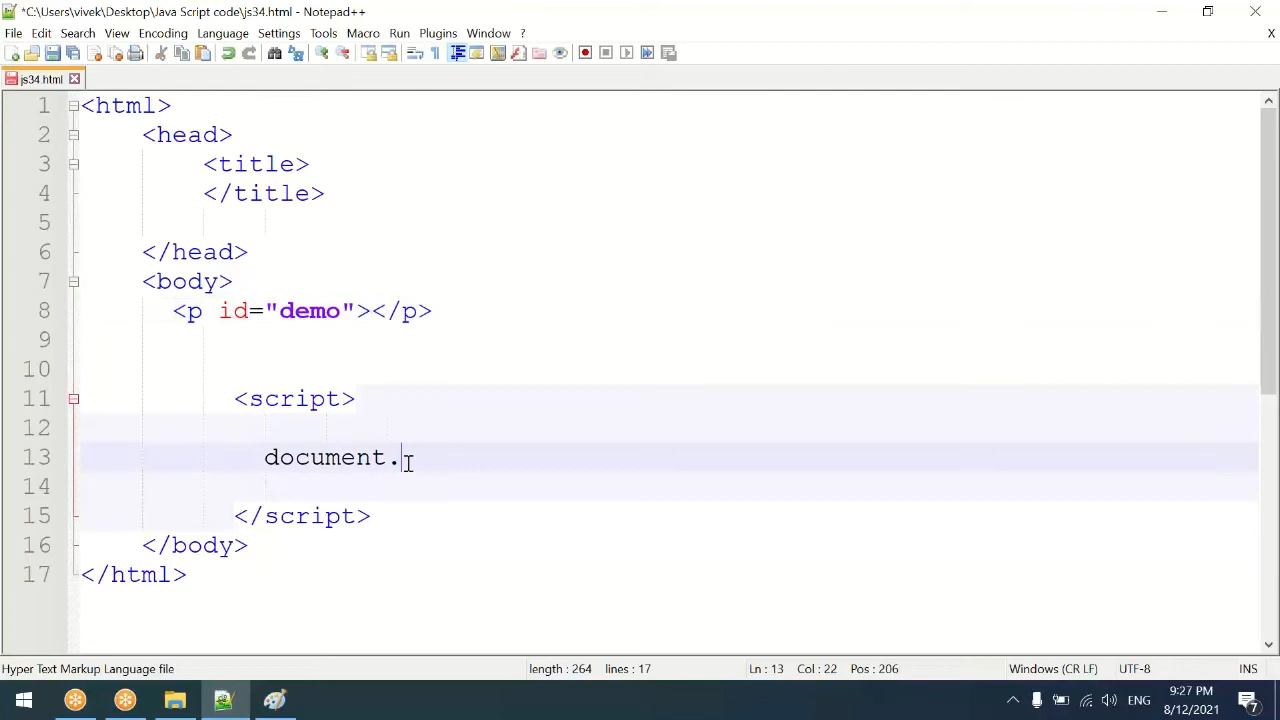 *C:\Users\vivek\Desktop\Java Script code\js34.html - Notepad++
File Edit Search View Encoding Language Settings Tools Macro Run Plugins Window ? X
js34.html
1 <html>
2 <head>
3 <title>
4 </title>
5
6 </head>
7 <body>
8 <p id="demo"></p>
9
10
11 <script>
12
13 document.
14
15 </script>
16 </body>
17 </html>
Hyper Text Markup Language file length : 264 lines : 17 Ln : 13 Col : 22 Pos : 206 Windows (CR LF) UTF-8 INS
ENG 9:27 PM
8/12/2021 7